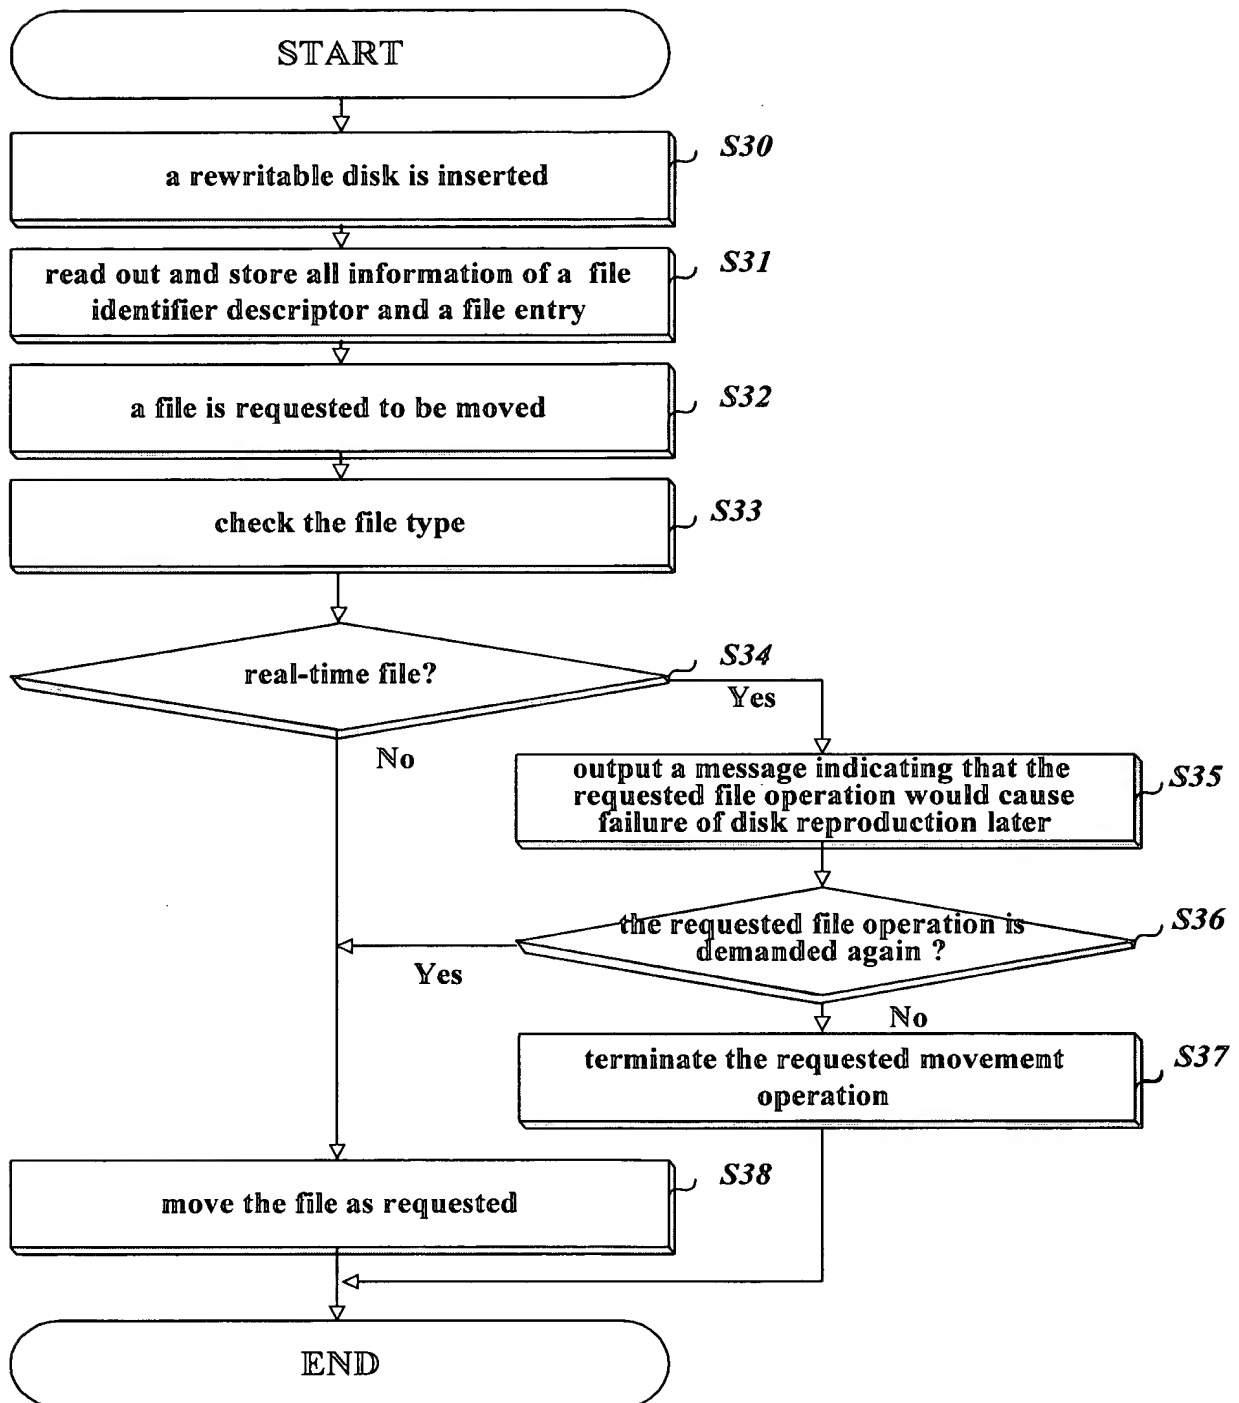 START
a rewritable disk is inserted
S30
read out and store all information of a file
identifier descriptor and a file entry
S31
a file is requested to be moved
S32
check the file type
S33
real-time file?
S34
Yes
No
output a message indicating that the
requested file operation would cause
failure of disk reproduction later
S35
the requested file operation is
demanded again ?
S36
Yes
No
terminate the requested movement
operation
S37
move the file as requested
S38
END